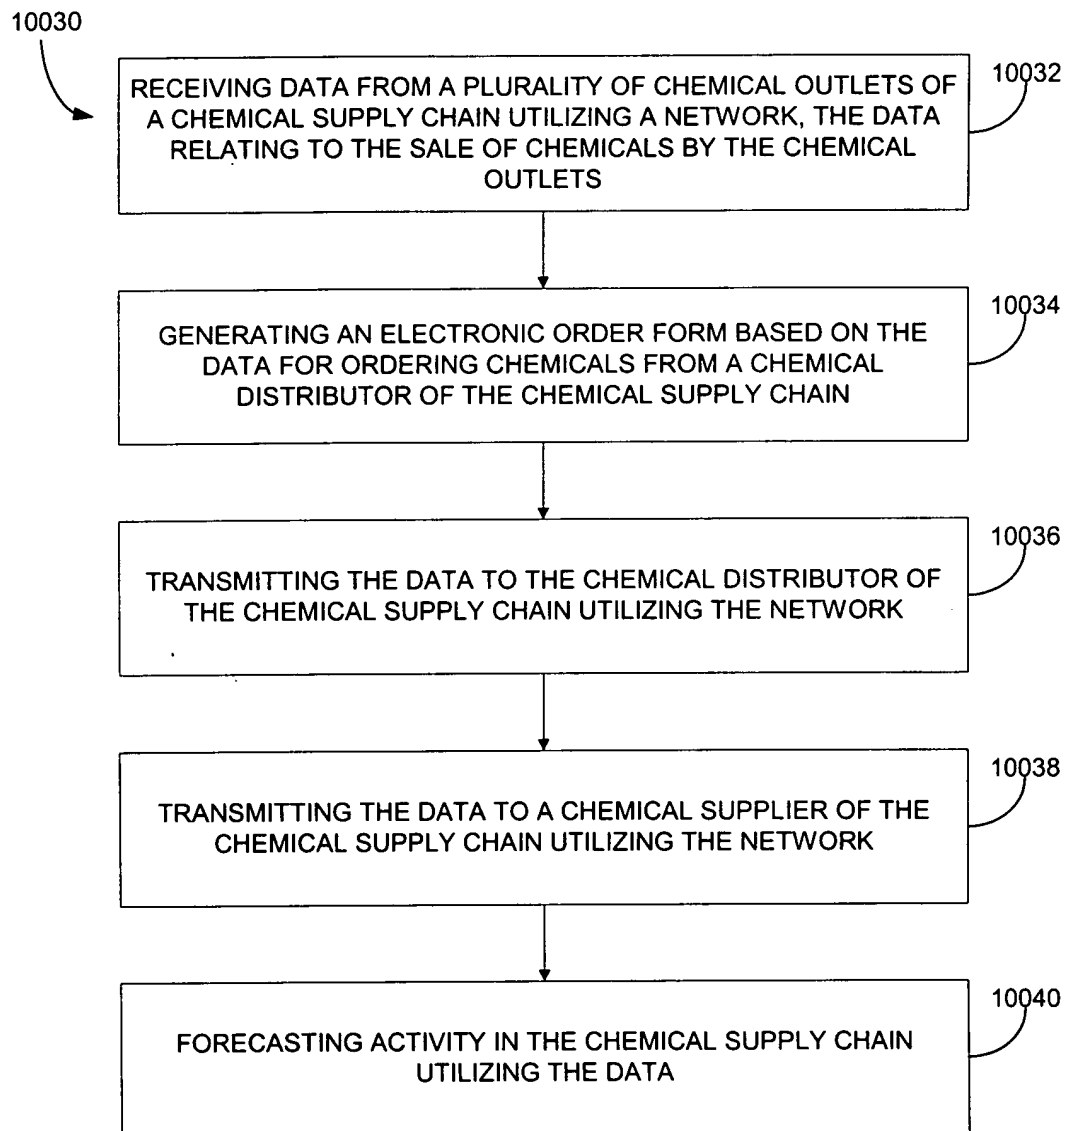 10030
10032
RECEIVING DATA FROM A PLURALITY OF CHEMICAL OUTLETS OF
A CHEMICAL SUPPLY CHAIN UTILIZING A NETWORK, THE DATA
RELATING TO THE SALE OF CHEMICALS BY THE CHEMICAL
OUTLETS
10034
GENERATING AN ELECTRONIC ORDER FORM BASED ON THE
DATA FOR ORDERING CHEMICALS FROM A CHEMICAL
DISTRIBUTOR OF THE CHEMICAL SUPPLY CHAIN
10036
TRANSMITTING THE DATA TO THE CHEMICAL DISTRIBUTOR OF
THE CHEMICAL SUPPLY CHAIN UTILIZING THE NETWORK
10038
TRANSMITTING THE DATA TO A CHEMICAL SUPPLIER OF THE
CHEMICAL SUPPLY CHAIN UTILIZING THE NETWORK
10040
FORECASTING ACTIVITY IN THE CHEMICAL SUPPLY CHAIN
UTILIZING THE DATA